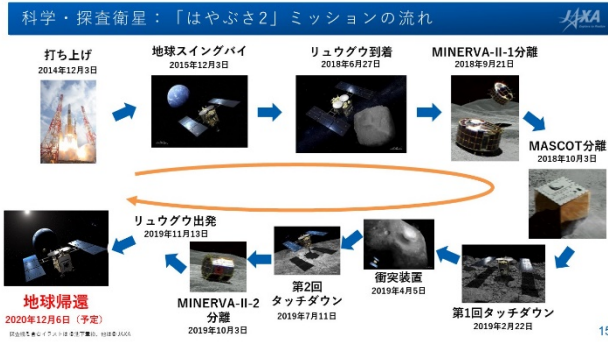 科学・探査衛星：「はやぶさ2」ミッションの流れ
JAXA
打ち上げ
2014年12月3日
地球スイングバイ
2015年12月3日
リュウグウ到着
2018年6月27日
MINERVA-II-1分離
2018年9月21日
MASCOT分離
2018年10月3日
第1回タッチダウン
2019年2月22日
衝突装置
2019年4月5日
第2回
タッチダウン
2019年7月11日
MINERVA-II-2
分離
2019年10月3日
リュウグウ出発
2019年11月13日
地球帰還
2020年12月6日（予定）
15